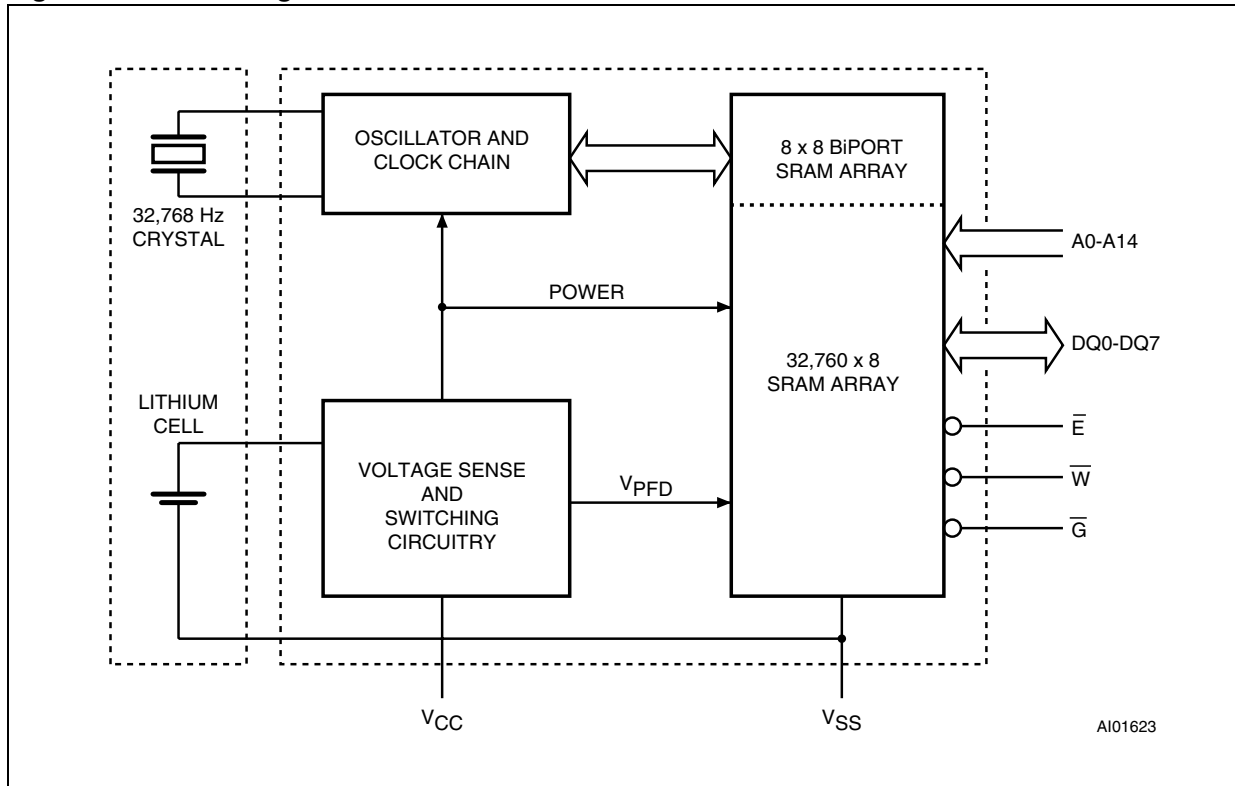 OSCILLATOR AND
CLOCK CHAIN
8 x 8 BiPORT
SRAM ARRAY
32,768 Hz
CRYSTAL
A0-A14
POWER
DQ0-DQ7
32,760 x 8
SRAM ARRAY
LITHIUM
CELL
E̅
VOLTAGE SENSE
AND
SWITCHING
CIRCUITRY
VPFD
W̅
G̅
VCC
VSS
AI01623